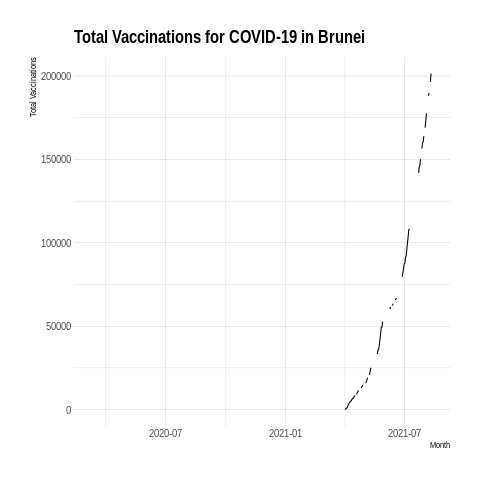 Total Vaccinations for COVID-19 in Brunei
Total Vaccinations
200000
150000
100000
50000
0
2020-07 2021-01 2021-07
Month